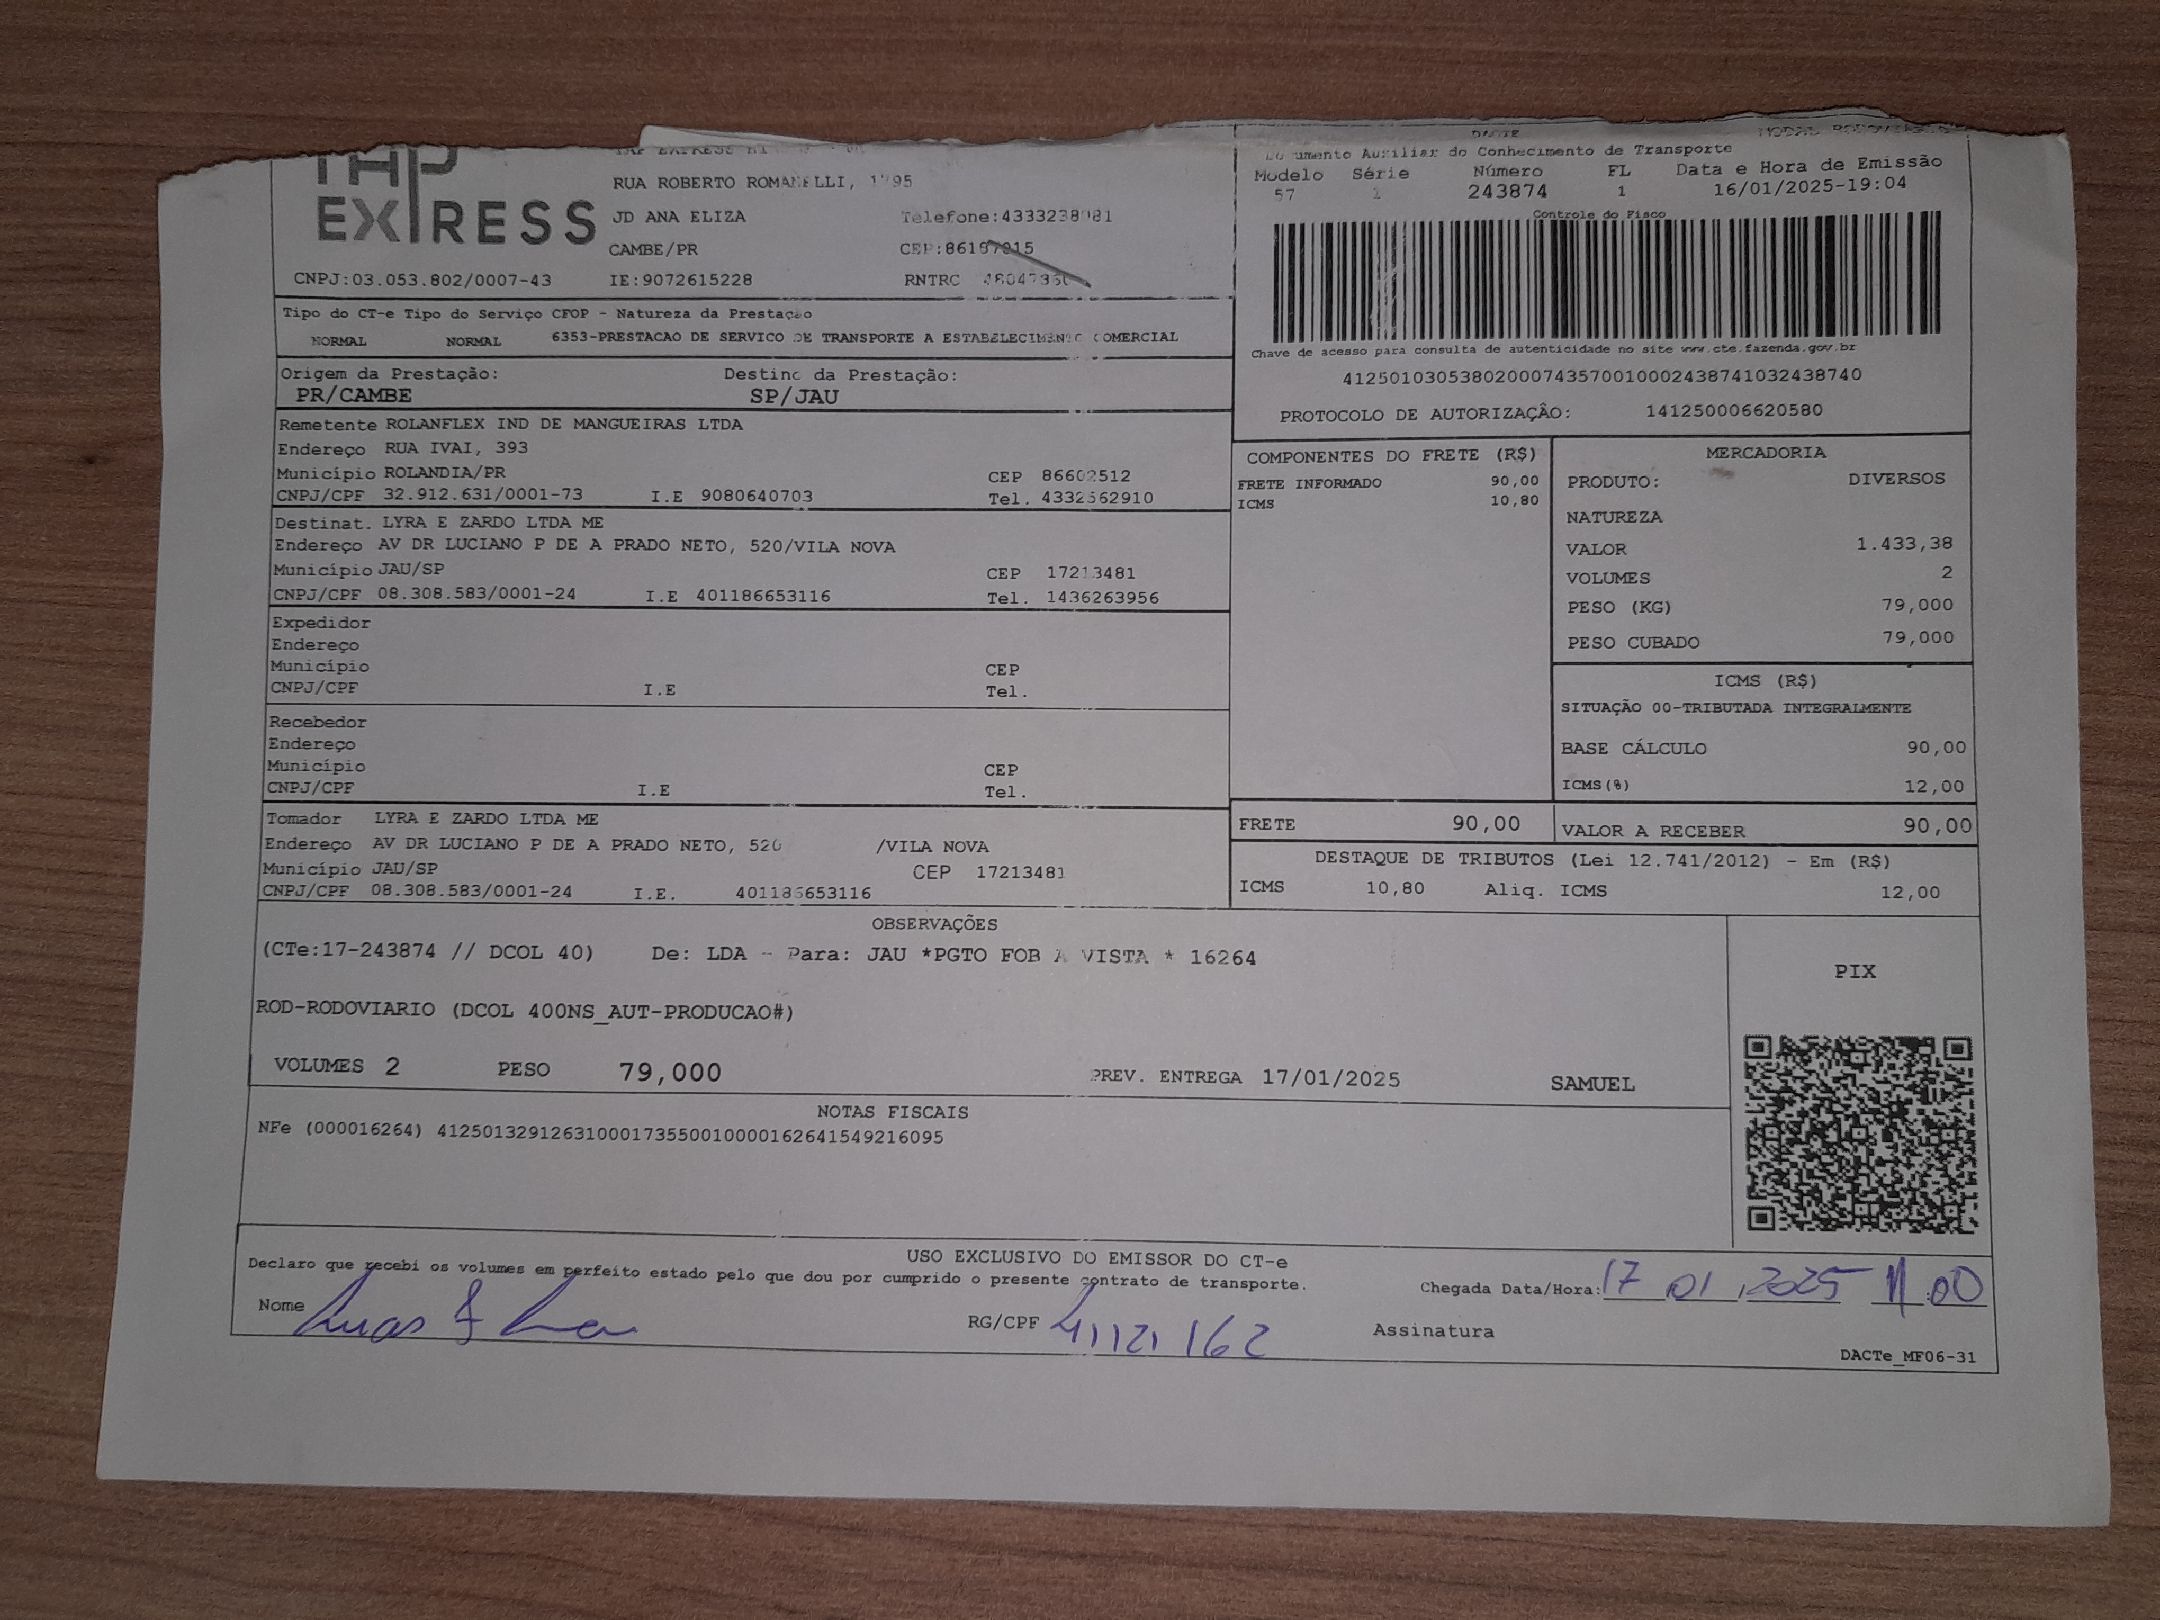 TAP
EXPRESS
RUA ROBERTO ROMANELLI, 1795
JD ANA ELIZA Telefone:4333238981
CAMBE/PR CEP:86187015
CNPJ:03.053.802/0007-43 IE:9072615228 RNTRC
DACTE MODAL RODOVIARIO
Documento Auxiliar do Conhecimento de Transporte
Modelo Série Número FL Data e Hora de Emissão
57 1 243874 1 16/01/2025-19:04
Controle do Fisco
Chave de acesso para consulta de autenticidade no site www.cte.fazenda.gov.br
41250103053802000743570010002438741032438740
PROTOCOLO DE AUTORIZAÇÃO: 141250006620580
Tipo do CT-e Tipo do Serviço CFOP - Natureza da Prestação
NORMAL NORMAL 6353-PRESTACAO DE SERVICO DE TRANSPORTE A ESTABELECIMENTO COMERCIAL
Origem da Prestação: Destino da Prestação:
PR/CAMBE SP/JAU
Remetente ROLANFLEX IND DE MANGUEIRAS LTDA
Endereço RUA IVAI, 393
Município ROLANDIA/PR CEP 86602512
CNPJ/CPF 32.912.631/0001-73 I.E 9080640703 Tel. 4332562910
Destinat. LYRA E ZARDO LTDA ME
Endereço AV DR LUCIANO P DE A PRADO NETO, 520/VILA NOVA
Município JAU/SP CEP 17213481
CNPJ/CPF 08.308.583/0001-24 I.E 401186653116 Tel. 1436263956
Expedidor
Endereço
Município CEP
CNPJ/CPF I.E Tel.
Recebedor
Endereço
Município CEP
CNPJ/CPF I.E Tel.
Tomador LYRA E ZARDO LTDA ME
Endereço AV DR LUCIANO P DE A PRADO NETO, 520 /VILA NOVA
Município JAU/SP CEP 17213481
CNPJ/CPF 08.308.583/0001-24 I.E. 401186653116
COMPONENTES DO FRETE (R$)
FRETE INFORMADO 90,00
ICMS 10,80
MERCADORIA
PRODUTO: DIVERSOS
NATUREZA
VALOR 1.433,38
VOLUMES 2
PESO (KG) 79,000
PESO CUBADO 79,000
ICMS (R$)
SITUAÇÃO 00-TRIBUTADA INTEGRALMENTE
BASE CÁLCULO 90,00
ICMS(%) 12,00
FRETE 90,00 VALOR A RECEBER 90,00
DESTAQUE DE TRIBUTOS (Lei 12.741/2012) - Em (R$)
ICMS 10,80 Aliq. ICMS 12,00
OBSERVAÇÕES
(CTe:17-243874 // DCOL 40) De: LDA - Para: JAU *PGTO FOB A VISTA * 16264
ROD-RODOVIARIO (DCOL 400NS_AUT-PRODUCAO#)
VOLUMES 2 PESO 79,000 PREV. ENTREGA 17/01/2025 SAMUEL
PIX
NOTAS FISCAIS
NFe (000016264) 41250132912631000173550010000162641549216095
USO EXCLUSIVO DO EMISSOR DO CT-e
Declaro que recebi os volumes em perfeito estado pelo que dou por cumprido o presente contrato de transporte.
Chegada Data/Hora: 17 01 2025 11:00
Nome Lucas RG/CPF 41121162 Assinatura
DACTe_MF06-31